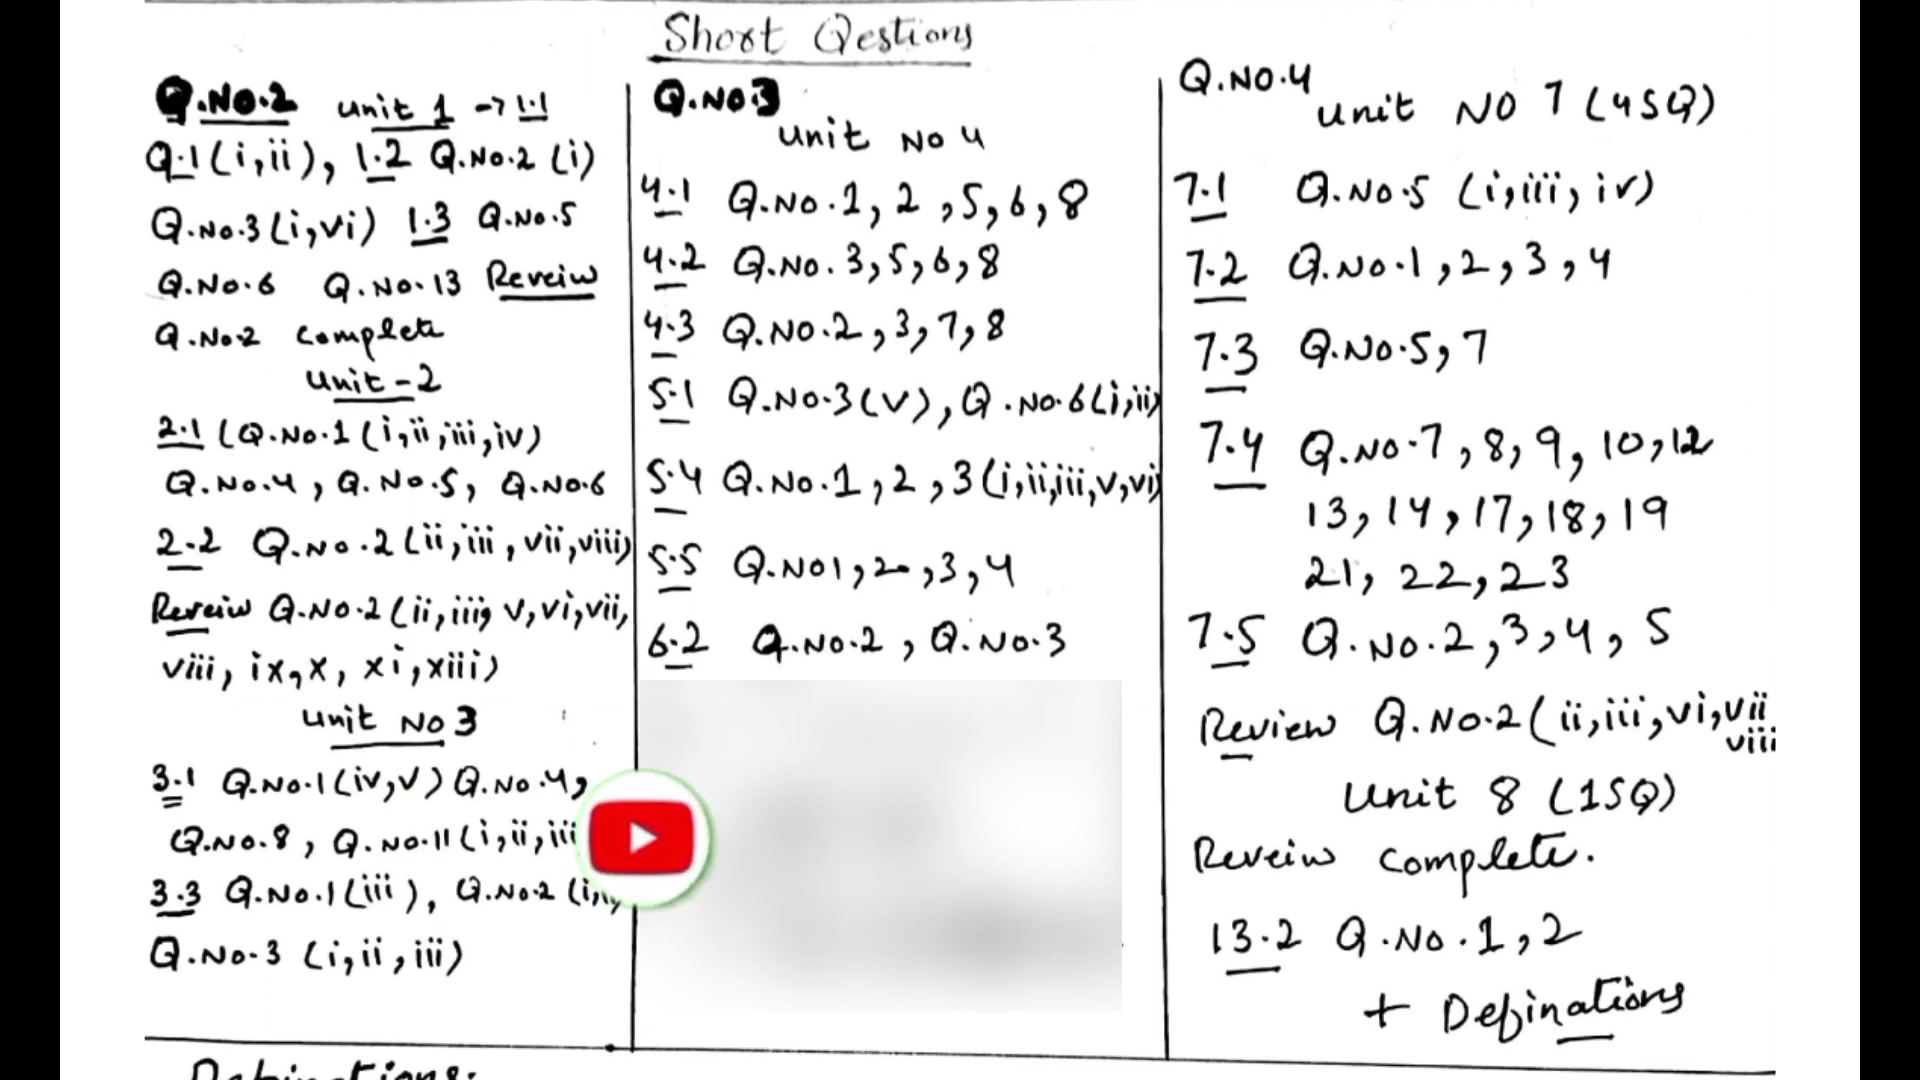 Short Qestions
Q.No.2 unit 1 → 1.1
Q.1 (i,ii), 1.2 Q.No.2 (i)
Q.No.3 (i,vi) 1.3 Q.No.5
Q.No.6 Q.No.13 Reveiw
Q.No.2 complete
Unit-2
2.1 (Q.No.1 (i,ii,iii,iv)
Q.No.4, Q.No.5, Q.No.6
2.2 Q.No.2 (ii,iii,vii,viii)
Reveiw Q.No.2 (ii,iii, v,vi,vii,
viii, ix, x, xi, xiii)
Unit No 3
3.1 Q.No.1 (iv,v) Q.No.4,
Q.No.8, Q.No.11 (i,ii,iii
3.3 Q.No.1 (iii), Q.No.2 (i,
Q.No.3 (i,ii,iii)
Q.No 3
Unit No 4
4.1 Q.No.1, 2, 5, 6, 8
4.2 Q.No.3, 5, 6, 8
4.3 Q.No.2, 3, 7, 8
5.1 Q.No.3 (v), Q.No.6 (i,ii)
5.4 Q.No.1, 2, 3 (i,ii,iii,v,vi)
5.5 Q.No 1, 2, 3, 4
6.2 Q.No.2, Q.No.3
Q.No.4
Unit No 7 (4SQ)
7.1 Q.No.5 (i,iii,iv)
7.2 Q.No.1, 2, 3, 4
7.3 Q.No.5, 7
7.4 Q.No.7, 8, 9, 10, 12
13, 14, 17, 18, 19
21, 22, 23
7.5 Q.No.2, 3, 4, 5
Review Q.No.2 (ii,iii,vi,vii
viii
Unit 8 (1SQ)
Reveiw complete.
13.2 Q.No.1, 2
+ Definations